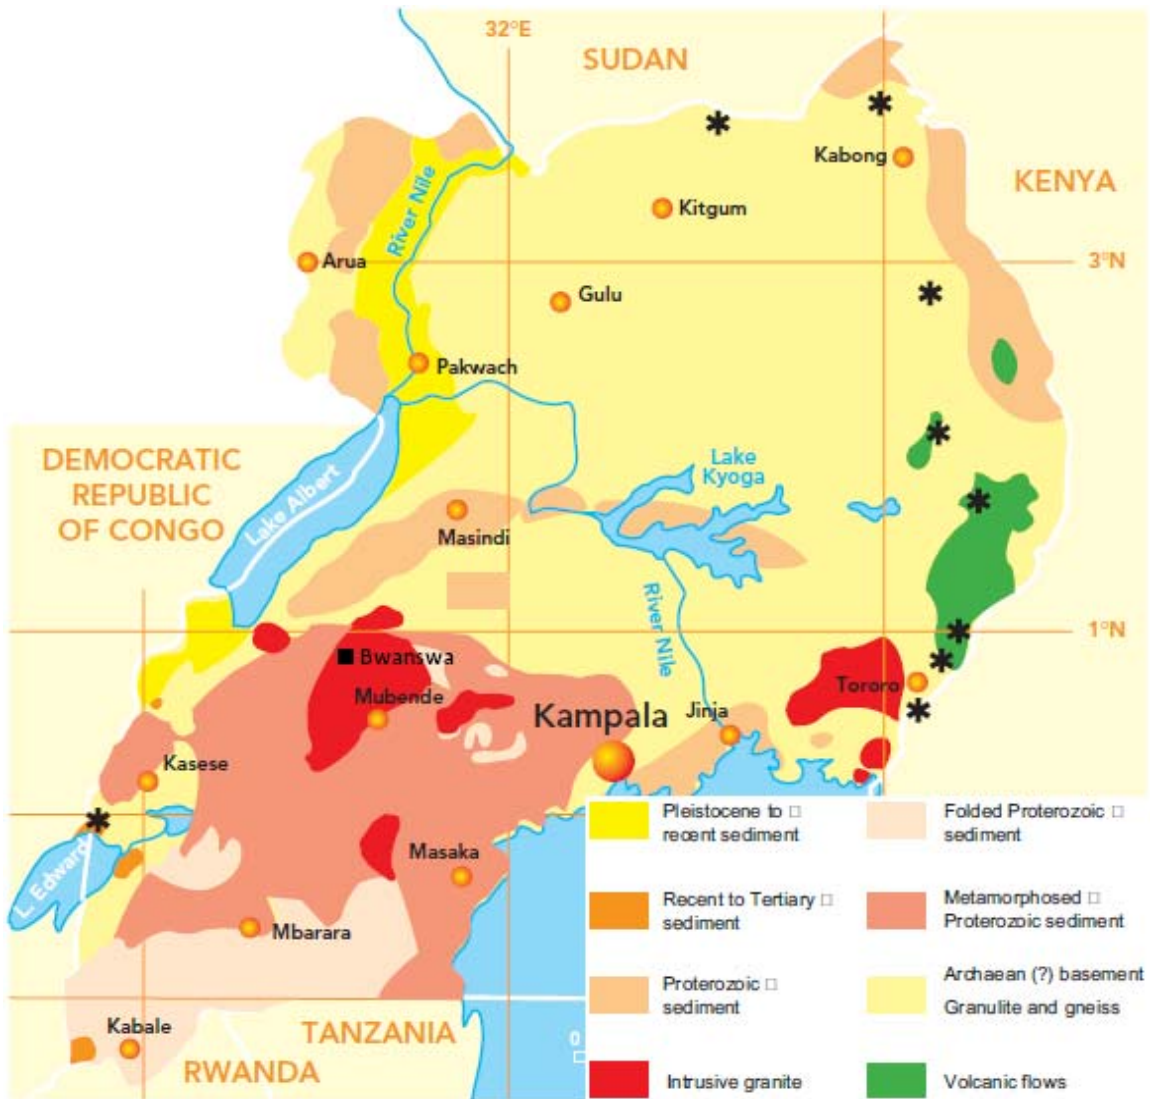 32°E
SUDAN
Kabong
KENYA
River Nile
Kitgum
Arua
3°N
Gulu
Pakwach
DEMOCRATIC
REPUBLIC
OF CONGO
Lake Albert
Lake
Kyoga
Masindi
River Nile
1°N
Bwanswa
Mubende
Tororo
Kampala
Jinja
Kasese
L. Edward
Masaka
Mbarara
Kabale
TANZANIA
RWANDA
0
Pleistocene to □
recent sediment
Folded Proterozoic □
sediment
Recent to Tertiary □
sediment
Metamorphosed □
Proterozoic sediment
Proterozoic □
sediment
Archaean (?) basement
Granulite and gneiss
Intrusive granite
Volcanic flows